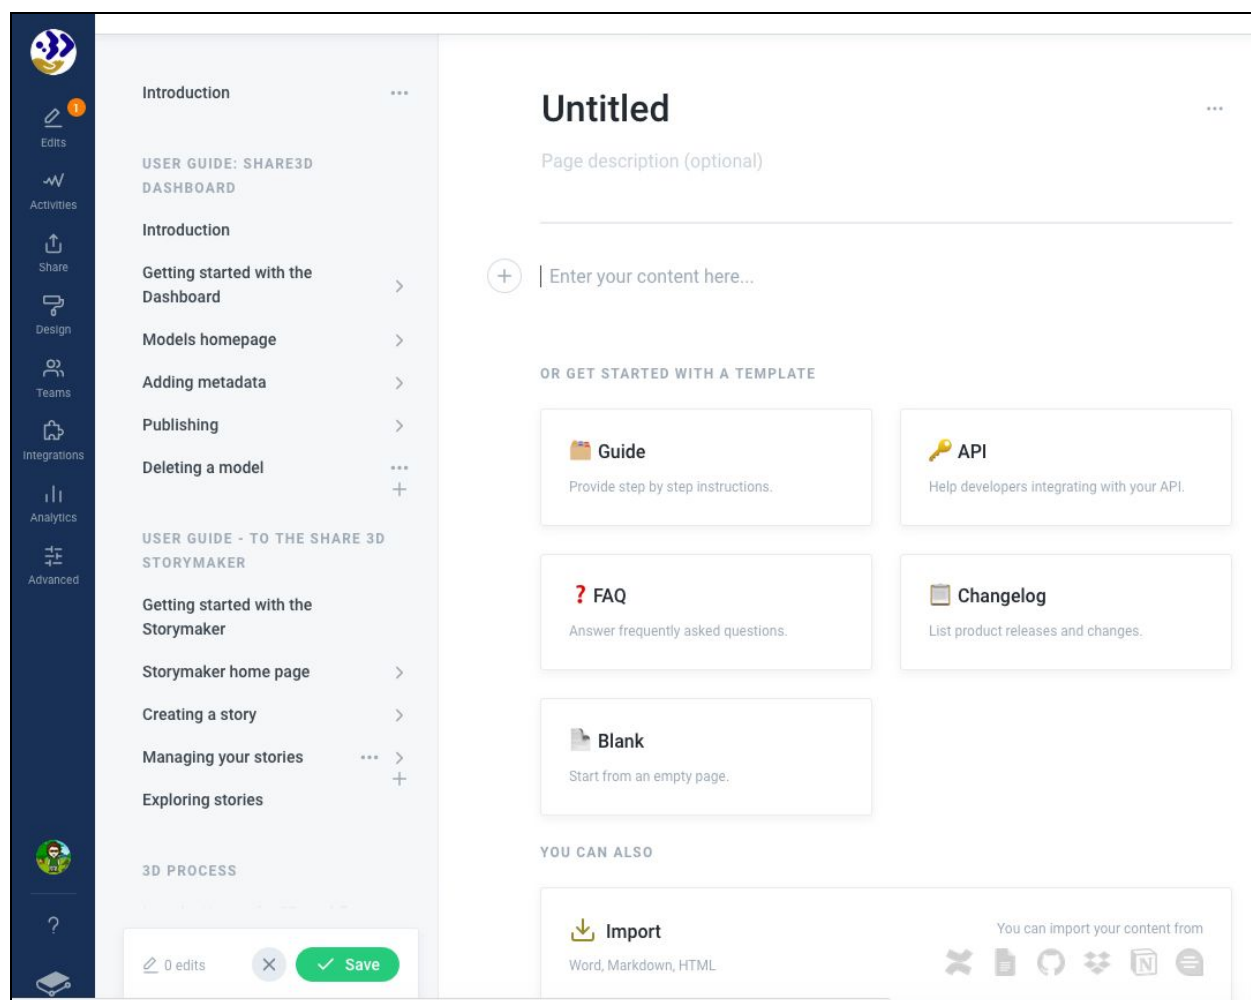 1
Edits
Activities
Share
Design
Teams
Integrations
Analytics
Advanced
?
Introduction
USER GUIDE: SHARE3D
DASHBOARD
Introduction
Getting started with the
Dashboard
Models homepage
Adding metadata
Publishing
Deleting a model
USER GUIDE - TO THE SHARE 3D
STORYMAKER
Getting started with the
Storymaker
Storymaker home page
Creating a story
Managing your stories
Exploring stories
3D PROCESS
0 edits
Save
Untitled
Page description (optional)
Enter your content here...
OR GET STARTED WITH A TEMPLATE
Guide
Provide step by step instructions.
API
Help developers integrating with your API.
FAQ
Answer frequently asked questions.
Changelog
List product releases and changes.
Blank
Start from an empty page.
YOU CAN ALSO
Import
Word, Markdown, HTML
You can import your content from